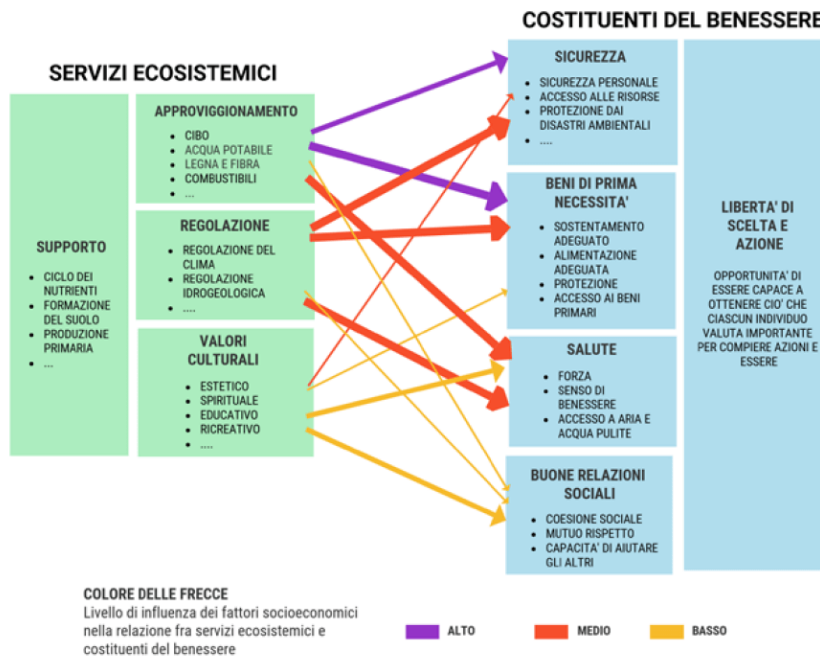 COSTITUENTI DEL BENESSERE
SERVIZI ECOSISTEMICI
SUPPORTO
• CICLO DEI
NUTRIENTI
• FORMAZIONE
DEL SUOLO
• PRODUZIONE
PRIMARIA
• ...
APPROVIGGIONAMENTO
• CIBO
• ACQUA POTABILE
• LEGNA E FIBRA
• COMBUSTIBILI
• ...
REGOLAZIONE
• REGOLAZIONE DEL
CLIMA
• REGOLAZIONE
IDROGEOLOGICA
• ....
VALORI
CULTURALI
• ESTETICO
• SPIRITUALE
• EDUCATIVO
• RICREATIVO
• ....
SICUREZZA
• SICUREZZA PERSONALE
• ACCESSO ALLE RISORSE
• PROTEZIONE DAI
DISASTRI AMBIENTALI
• ....
BENI DI PRIMA
NECESSITA'
• SOSTENTAMENTO
ADEGUATO
• ALIMENTAZIONE
ADEGUATA
• PROTEZIONE
• ACCESSO AI BENI
PRIMARI
SALUTE
• FORZA
• SENSO DI
BENESSERE
• ACCESSO A ARIA E
ACQUA PULITE
BUONE RELAZIONI
SOCIALI
• COESIONE SOCIALE
• MUTUO RISPETTO
• CAPACITA' DI AIUTARE
GLI ALTRI
LIBERTA' DI
SCELTA E
AZIONE
OPPORTUNITA' DI
ESSERE CAPACE A
OTTENERE CIO' CHE
CIASCUN INDIVIDUO
VALUTA IMPORTANTE
PER COMPIERE AZIONI E
ESSERE
COLORE DELLE FRECCE
Livello di influenza dei fattori socioeconomici
nella relazione fra servizi ecosistemici e
costituenti del benessere
ALTO
MEDIO
BASSO